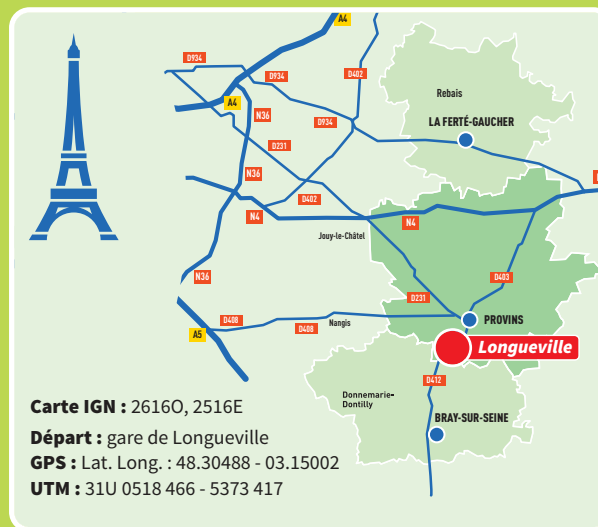 A4
D934
D934
D402
A4
Rebais
N36
D934
LA FERTÉ-GAUCHER
D231
N36
D402
N4
N4
Jouy-le-Châtel
N36
D403
D231
D408
D408
Nangis
PROVINS
A5
Longueville
D412
Donnemarie-
Dontilly
BRAY-SUR-SEINE
Carte IGN : 2616O, 2516E
Départ : gare de Longueville
GPS : Lat. Long. : 48.30488 - 03.15002
UTM : 31U 0518 466 - 5373 417